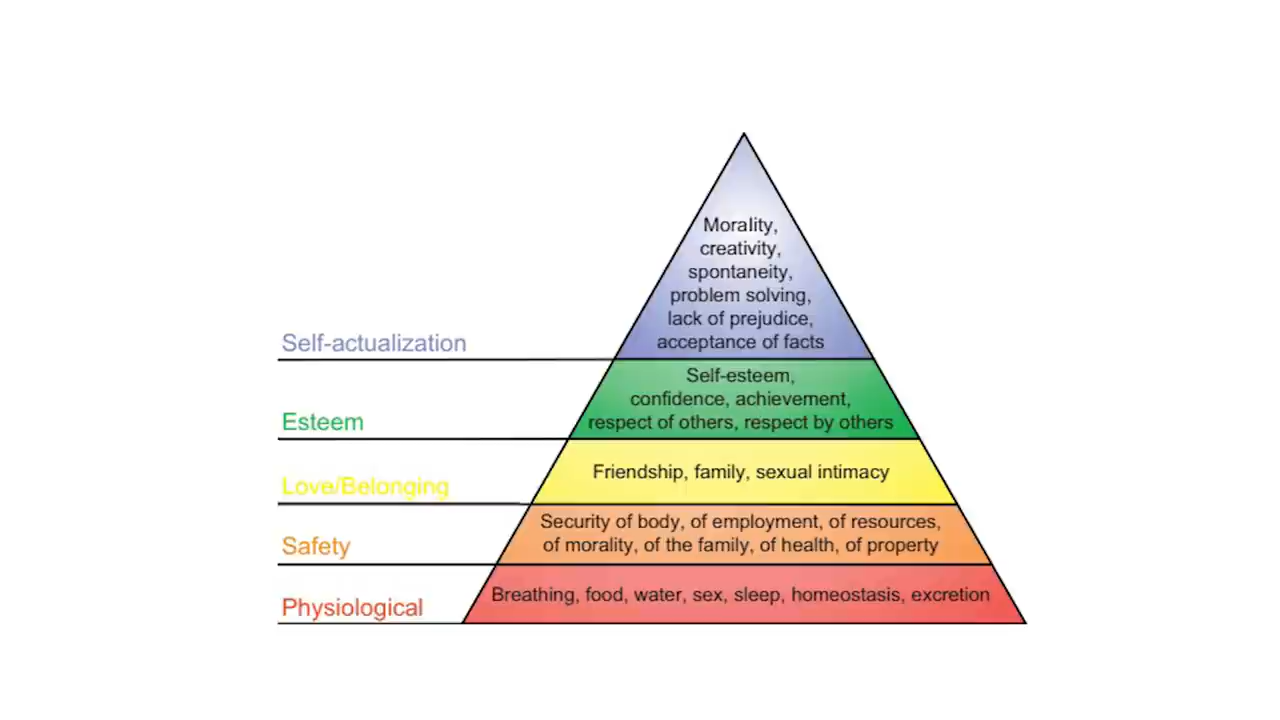 Morality,
creativity,
spontaneity,
problem solving,
lack of prejudice,
acceptance of facts
Self-actualization
Self-esteem,
confidence, achievement,
respect of others, respect by others
Esteem
Friendship, family, sexual intimacy
Love/Belonging
Security of body, of employment, of resources,
of morality, of the family, of health, of property
Safety
Breathing, food, water, sex, sleep, homeostasis, excretion
Physiological